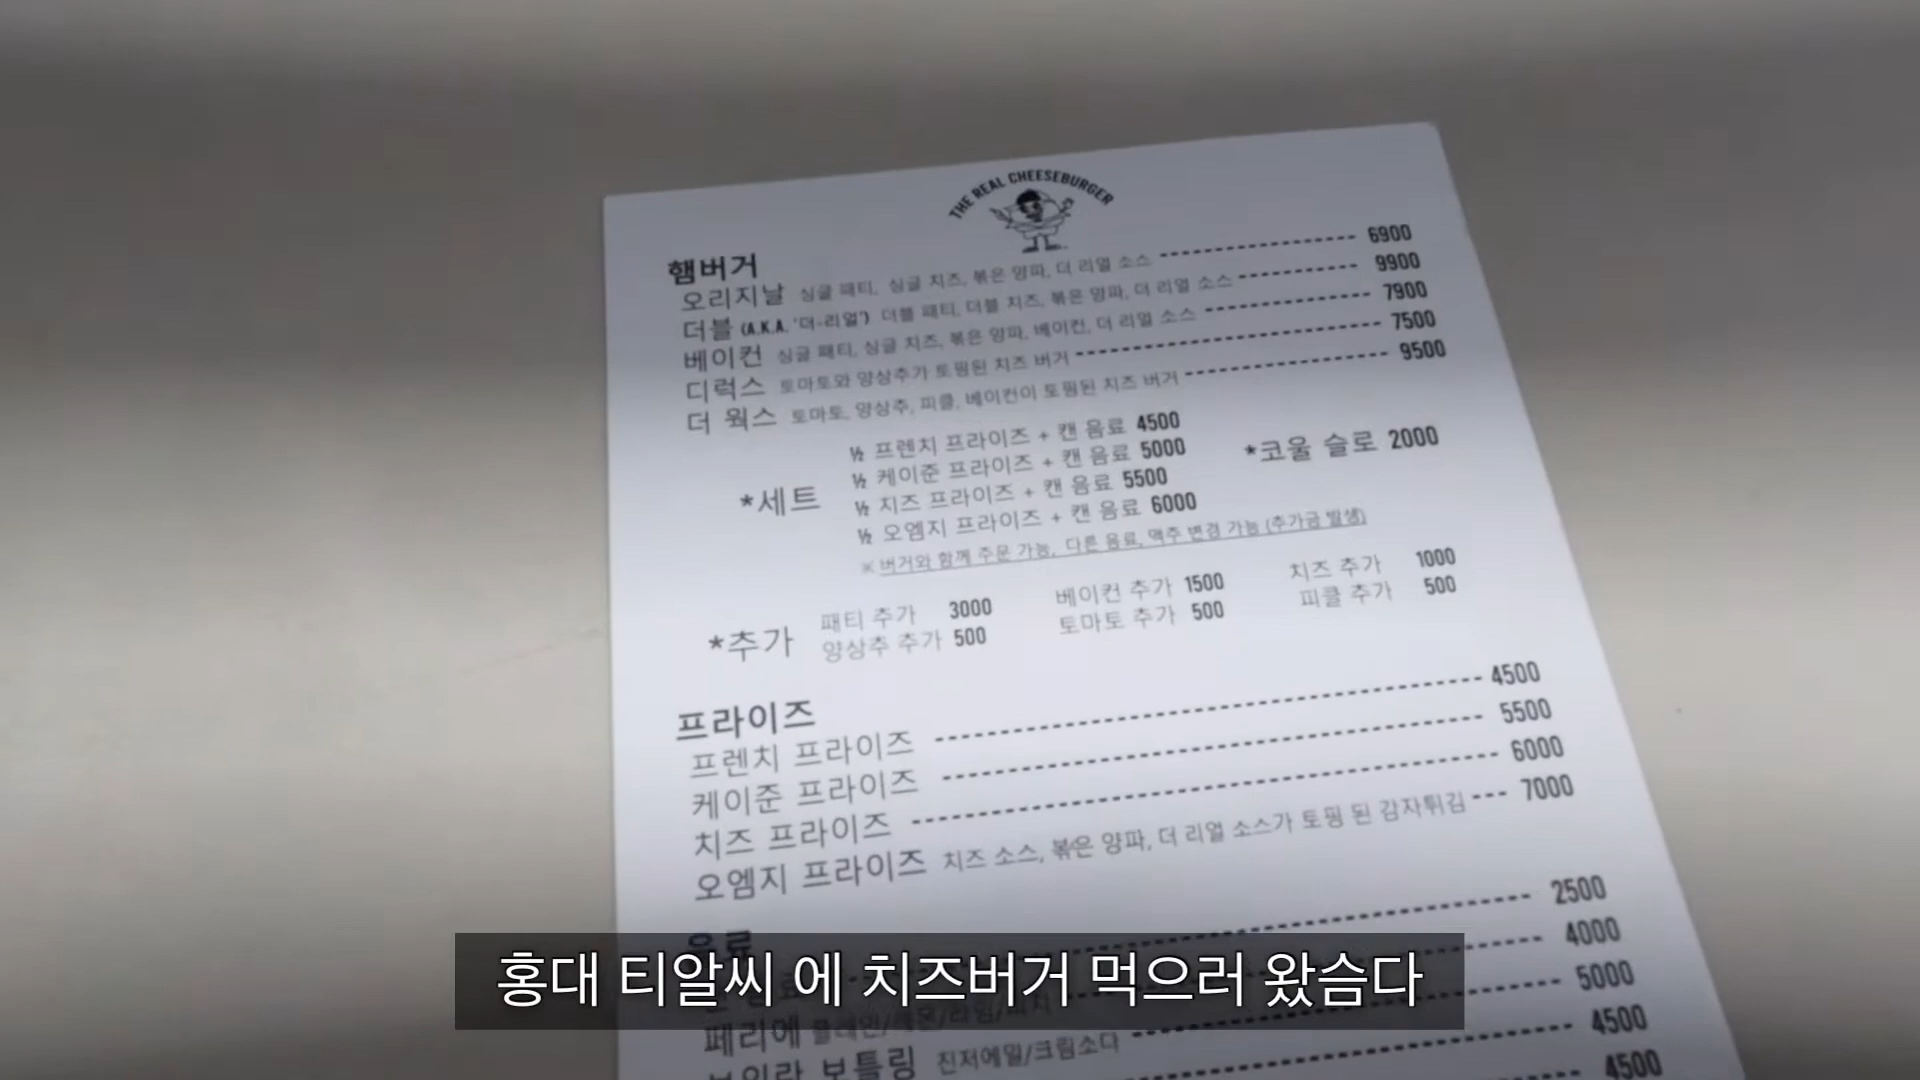 THE REAL CHEESEBURGER
햄버거
오리지날 싱글 패티, 싱글 치즈, 볶은 양파, 더 리얼 소스 6900
더블 (A.K.A. '더-리얼') 더블 패티, 더블 치즈, 볶은 양파, 더 리얼 소스 9900
베이컨 싱글 패티, 싱글 치즈, 볶은 양파, 베이컨, 더 리얼 소스 7900
디럭스 토마토와 양상추가 토핑된 치즈 버거 7500
더 웍스 토마토, 양상추, 피클, 베이컨이 토핑된 치즈 버거 9500
*세트
½ 프렌치 프라이즈 + 캔 음료 4500
½ 케이준 프라이즈 + 캔 음료 5000
½ 치즈 프라이즈 + 캔 음료 5500
½ 오엠지 프라이즈 + 캔 음료 6000
*코울 슬로 2000
※ 버거와 함께 주문 가능, 다른 음료, 맥주 변경 가능 (추가금 발생)
*추가
패티 추가 3000 베이컨 추가 1500 치즈 추가 1000
양상추 추가 500 토마토 추가 500 피클 추가 500
프라이즈
프렌치 프라이즈 4500
케이준 프라이즈 5500
치즈 프라이즈 6000
오엠지 프라이즈 치즈 소스, 볶은 양파, 더 리얼 소스가 토핑 된 감자튀김 7000
음료
2500
4000
페리에 5000
보틀링 진저에일/크림소다 4500
4500
홍대 티알씨 에 치즈버거 먹으러 왔슴다